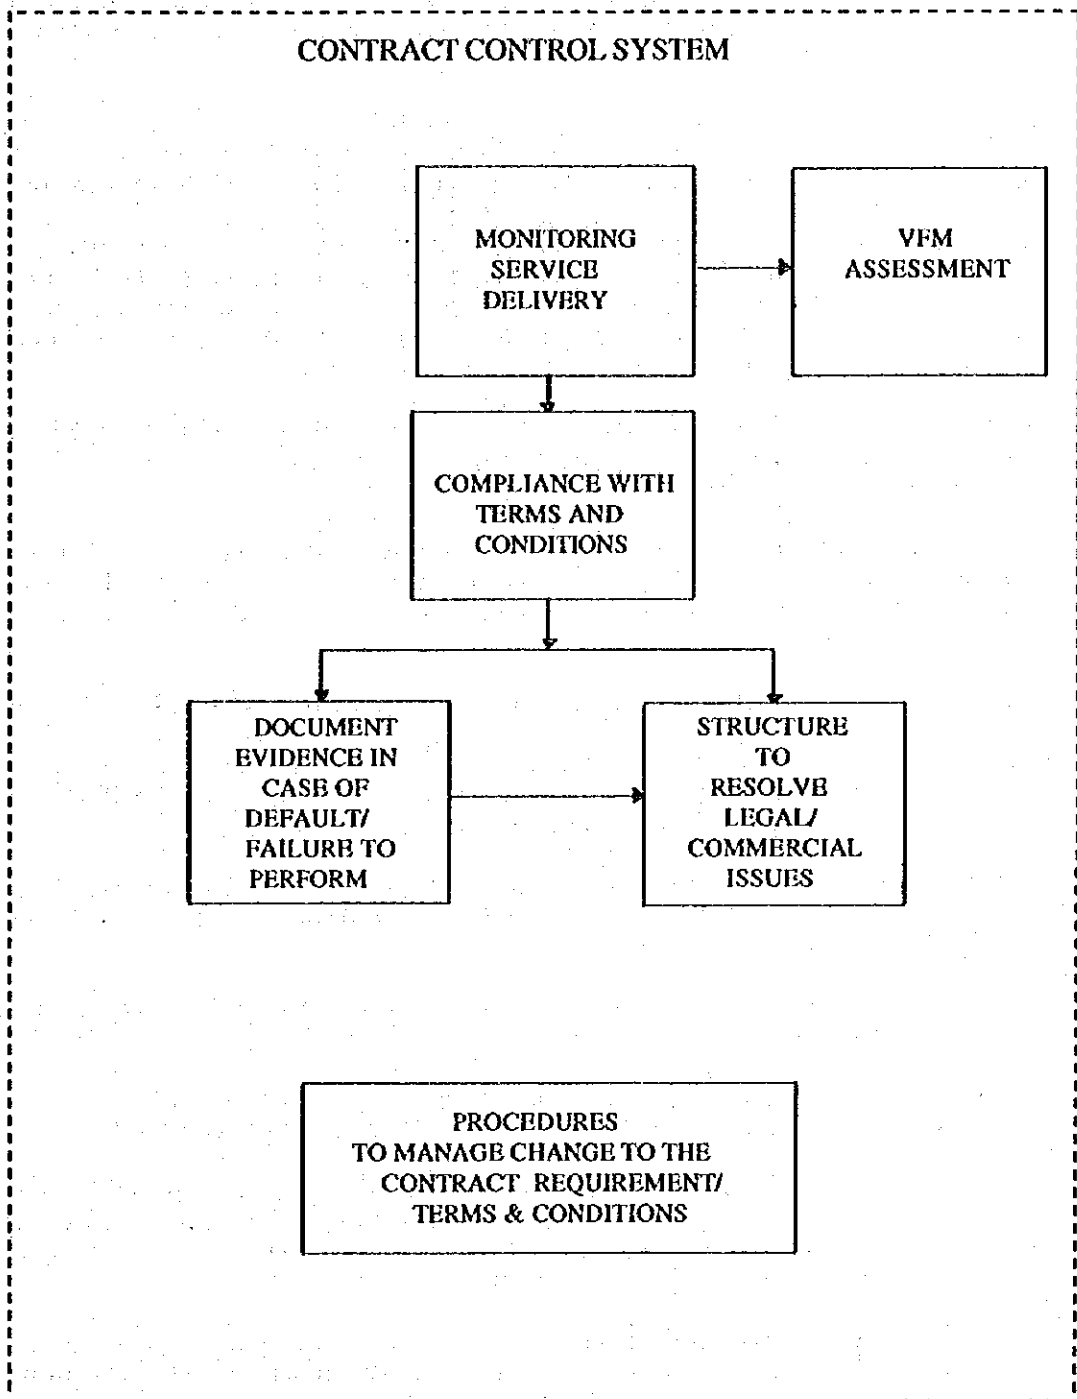 CONTRACT CONTROL SYSTEM
MONITORING
SERVICE
DELIVERY
VFM
ASSESSMENT
COMPLIANCE WITH
TERMS AND
CONDITIONS
DOCUMENT
EVIDENCE IN
CASE OF
DEFAULT/
FAILURE TO
PERFORM
STRUCTURE
TO
RESOLVE
LEGAL/
COMMERCIAL
ISSUES
PROCEDURES
TO MANAGE CHANGE TO THE
CONTRACT REQUIREMENT/
TERMS & CONDITIONS